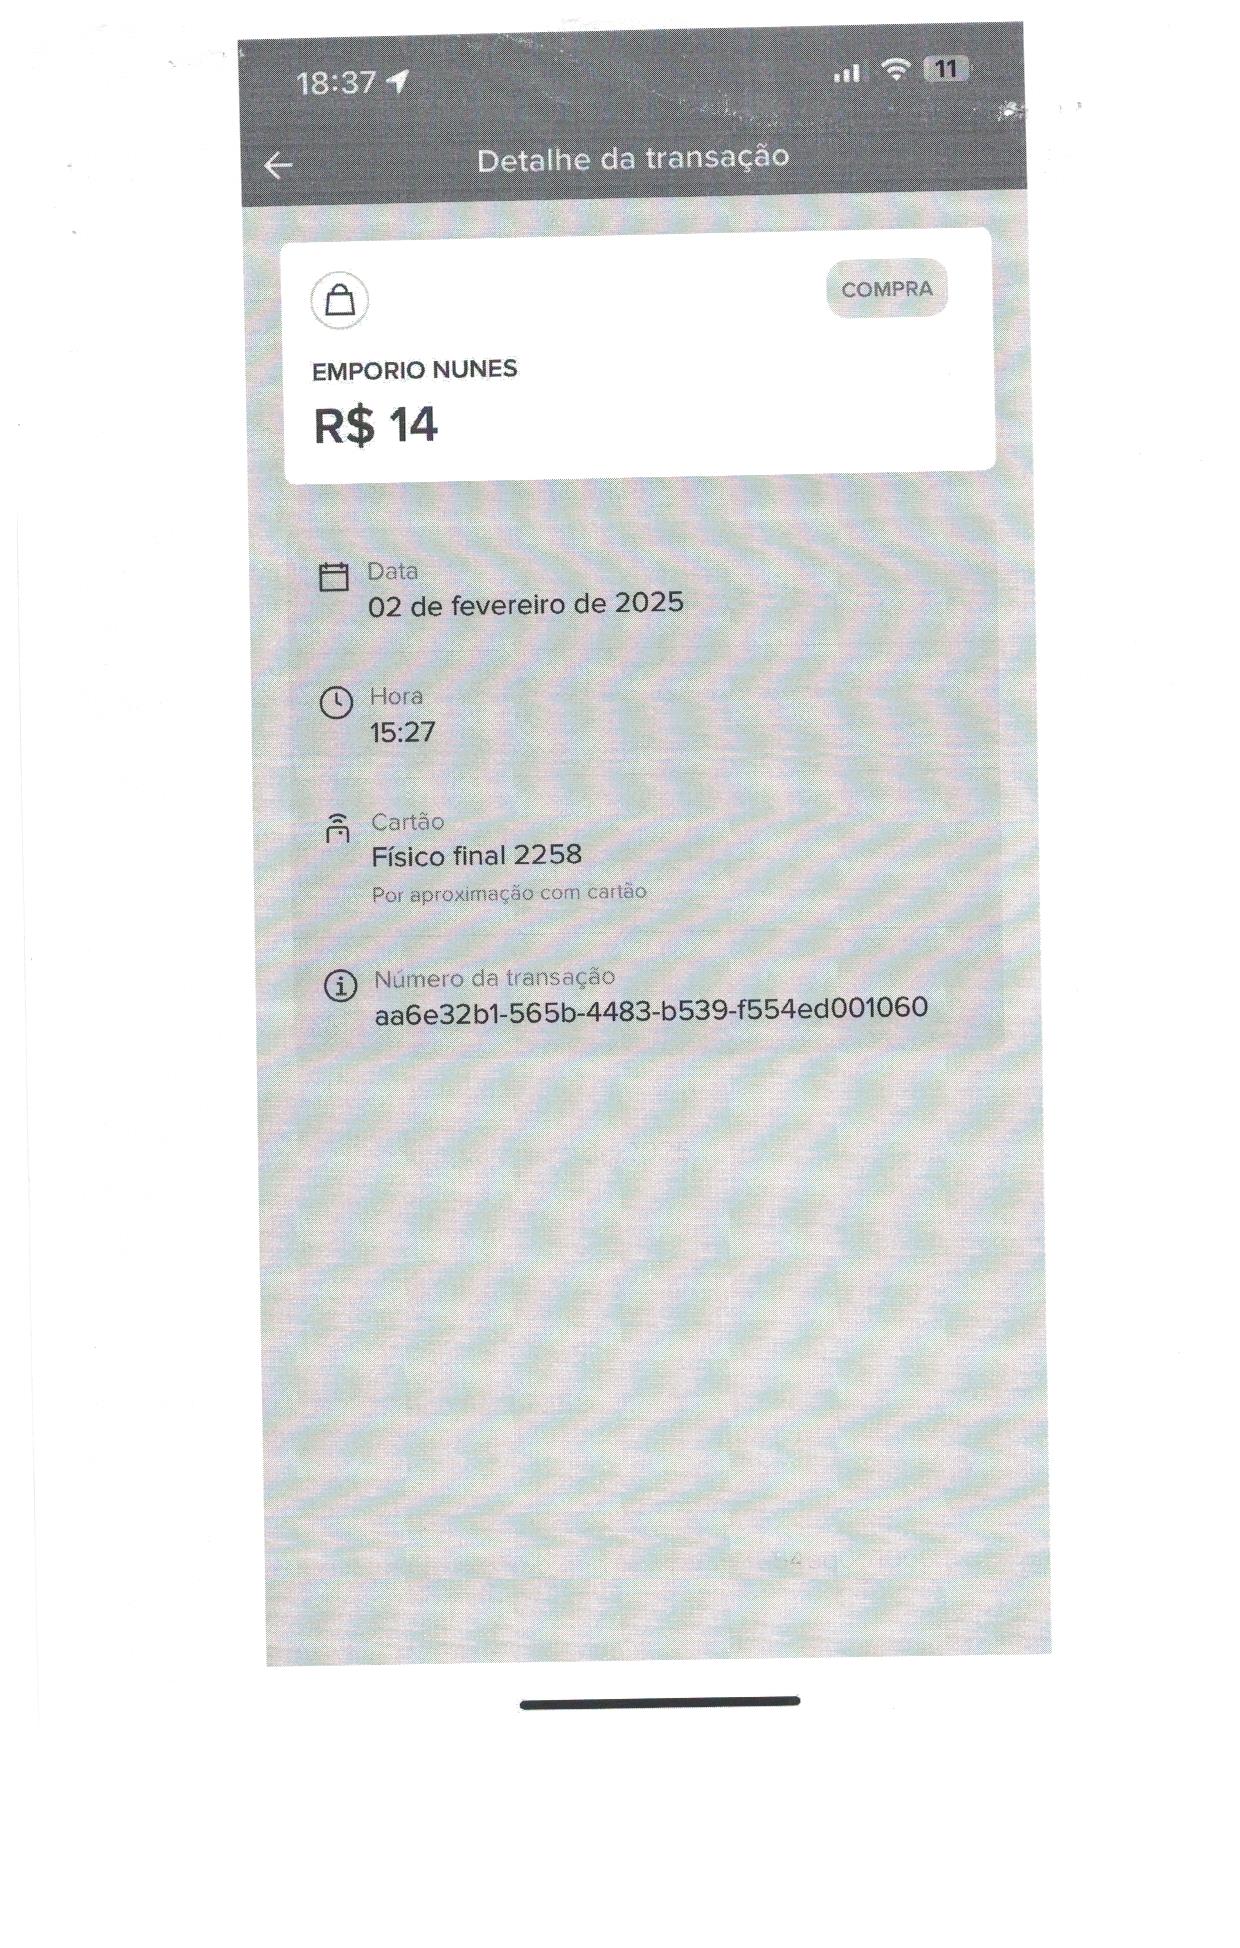 18:37
11
Detalhe da transação
COMPRA
EMPORIO NUNES
R$ 14
Data
02 de fevereiro de 2025
Hora
15:27
Cartão
Físico final 2258
Por aproximação com cartão
Número da transação
aa6e32b1-565b-4483-b539-f554ed001060